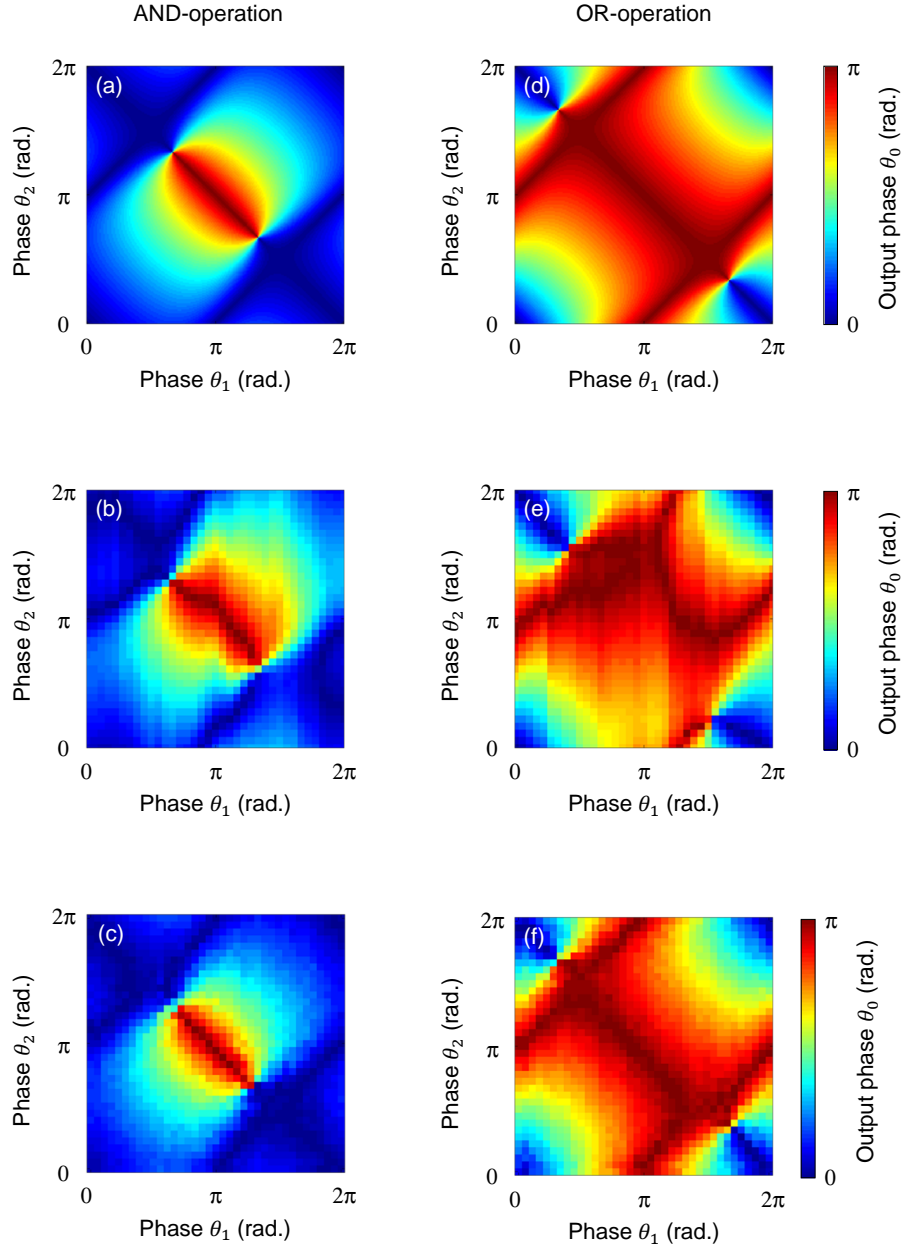 AND-operation
OR-operation
2π
(a)
π
0
Phase θ2 (rad.)
0
π
2π
Phase θ1 (rad.)
2π
(d)
π
0
Phase θ2 (rad.)
0
π
2π
Phase θ1 (rad.)
π
0
Output phase θ0 (rad.)
2π
(b)
π
0
Phase θ2 (rad.)
0
π
2π
Phase θ1 (rad.)
2π
(e)
π
0
Phase θ2 (rad.)
0
π
2π
Phase θ1 (rad.)
π
0
Output phase θ0 (rad.)
2π
(c)
π
0
Phase θ2 (rad.)
0
π
2π
Phase θ1 (rad.)
2π
(f)
π
0
Phase θ2 (rad.)
0
π
2π
Phase θ1 (rad.)
π
0
Output phase θ0 (rad.)